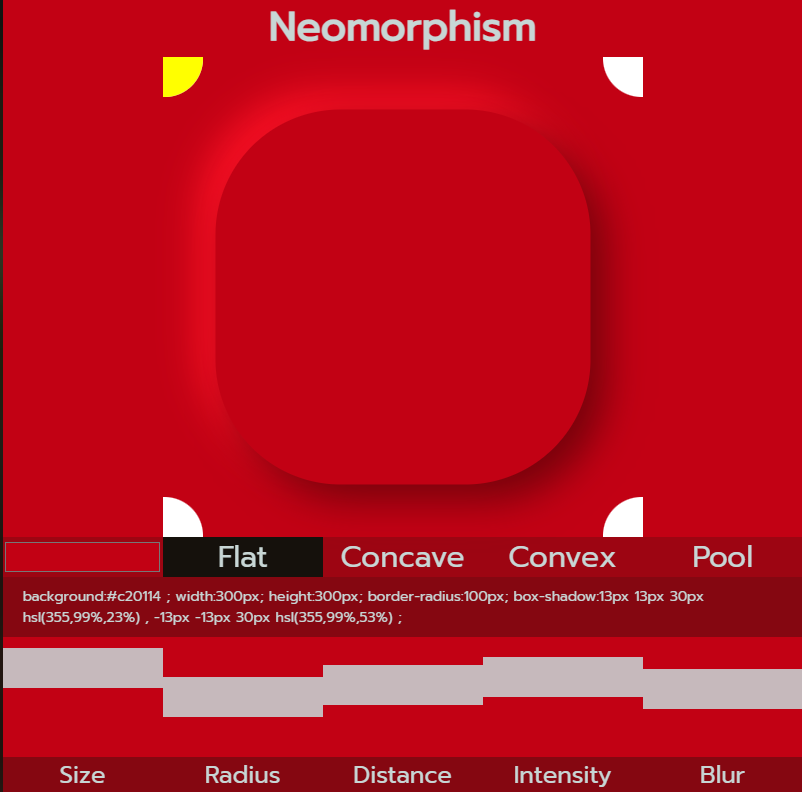 Neomorphism
Flat Concave Convex Pool
background:#c20114 ; width:300px; height:300px; border-radius:100px; box-shadow:13px 13px 30px
hsl(355,99%,23%) , -13px -13px 30px hsl(355,99%,53%) ;
Size Radius Distance Intensity Blur